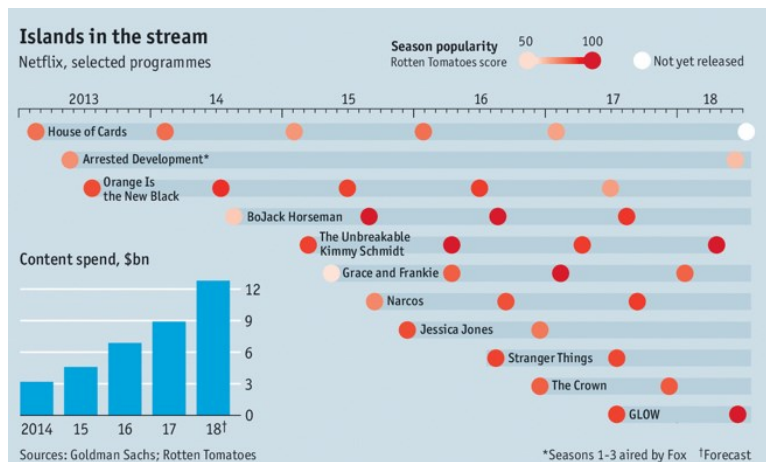 Islands in the stream
Netflix, selected programmes
Season popularity
Rotten Tomatoes score
50
100
Not yet released
2013
14
15
16
17
18
House of Cards
Arrested Development*
Orange Is
the New Black
BoJack Horseman
The Unbreakable
Kimmy Schmidt
Grace and Frankie
Narcos
Jessica Jones
Stranger Things
The Crown
GLOW
Content spend, $bn
12
9
6
3
0
2014
15
16
17
18†
Sources: Goldman Sachs; Rotten Tomatoes
*Seasons 1-3 aired by Fox †Forecast